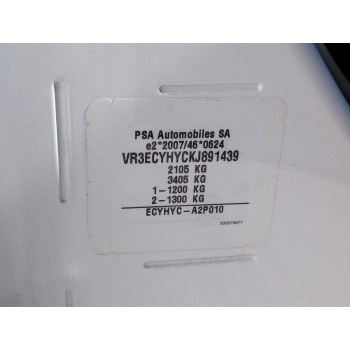 PSA Automobiles SA
e2*2007/46*0624
VR3ECYHYCKJ891439
2105 KG
3405 KG
1-1200 KG
2-1300 KG
ECYHYC-A2P010